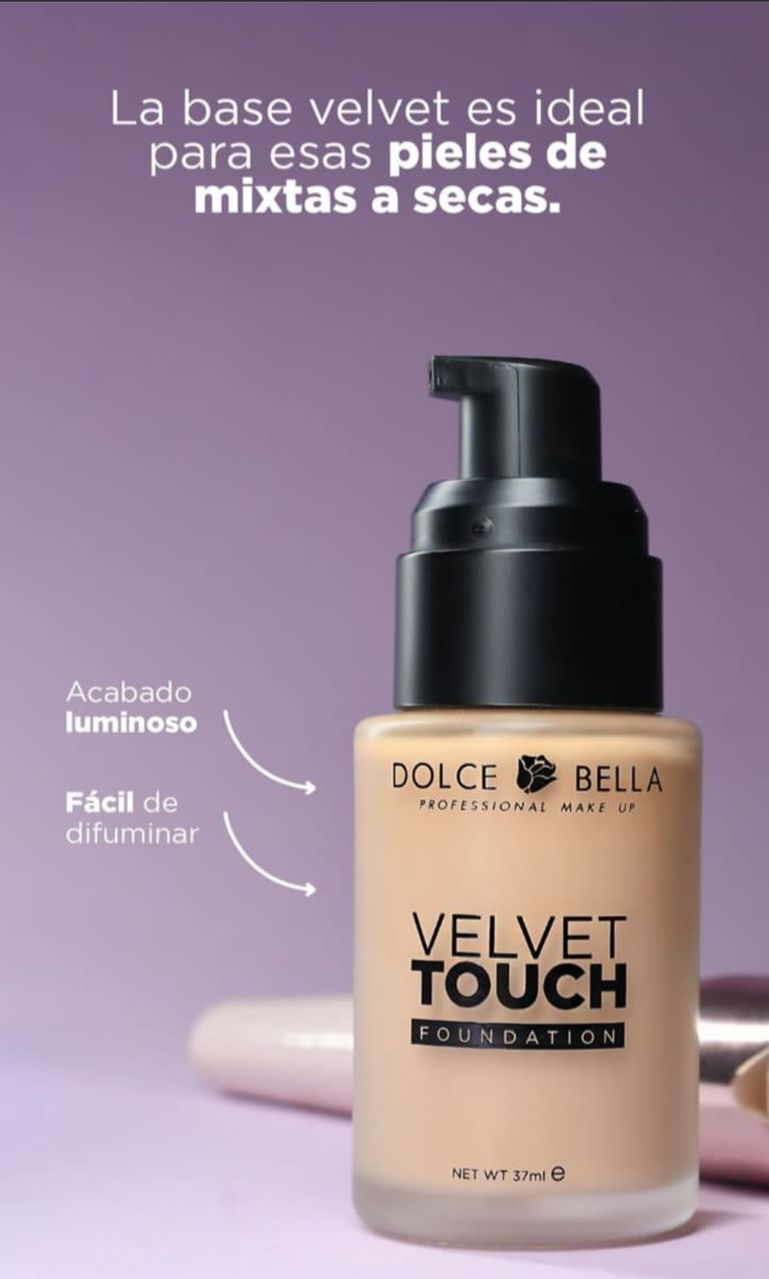 La base velvet es ideal
para esas pieles de
mixtas a secas.
Acabado
luminoso
Fácil de
difuminar
DOLCE BELLA
PROFESSIONAL MAKE UP
VELVET
TOUCH
FOUNDATION
NET WT 37ml e